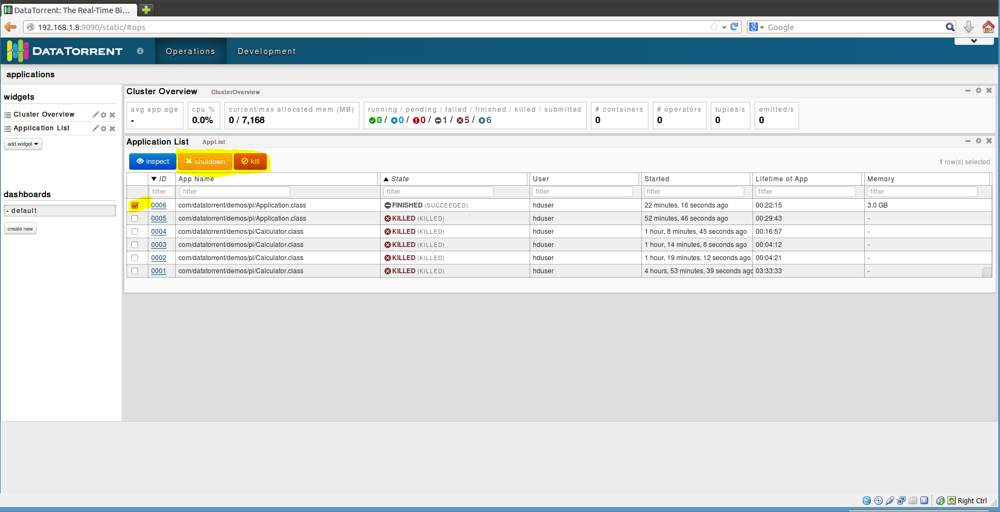 DataTorrent: The Real-Time Bi...
192.168.1.8:9090/static/#ops
8 Google
DATATORRENT i Operations Development
applications
widgets
Cluster Overview
Application List
add widget
dashboards
- default
create new
Cluster Overview ClusterOverview
avg app age cpu % current/max allocated mem (MB) running / pending / failed / finished / killed / submitted # containers # operators tuples/s emitted/s
- 0.0% 0 / 7,168 0 / 0 / 0 / 1 / 5 / 6 0 0 0 0
Application List AppList
inspect shutdown kill 1 row(s) selected
ID App Name State User Started Lifetime of App Memory
filter filter filter filter filter filter filter
0006 com/datatorrent/demos/pi/Application.class FINISHED (SUCCEEDED) hduser 22 minutes, 16 seconds ago 00:22:15 3.0 GB
0005 com/datatorrent/demos/pi/Application.class KILLED (KILLED) hduser 52 minutes, 46 seconds ago 00:29:43 -
0004 com/datatorrent/demos/pi/Calculator.class KILLED (KILLED) hduser 1 hour, 8 minutes, 45 seconds ago 00:16:57 -
0003 com/datatorrent/demos/pi/Calculator.class KILLED (KILLED) hduser 1 hour, 14 minutes, 8 seconds ago 00:04:12 -
0002 com/datatorrent/demos/pi/Calculator.class KILLED (KILLED) hduser 1 hour, 19 minutes, 12 seconds ago 00:04:21 -
0001 com/datatorrent/demos/pi/Calculator.class KILLED (KILLED) hduser 4 hours, 53 minutes, 39 seconds ago 03:33:33 -
Right Ctrl